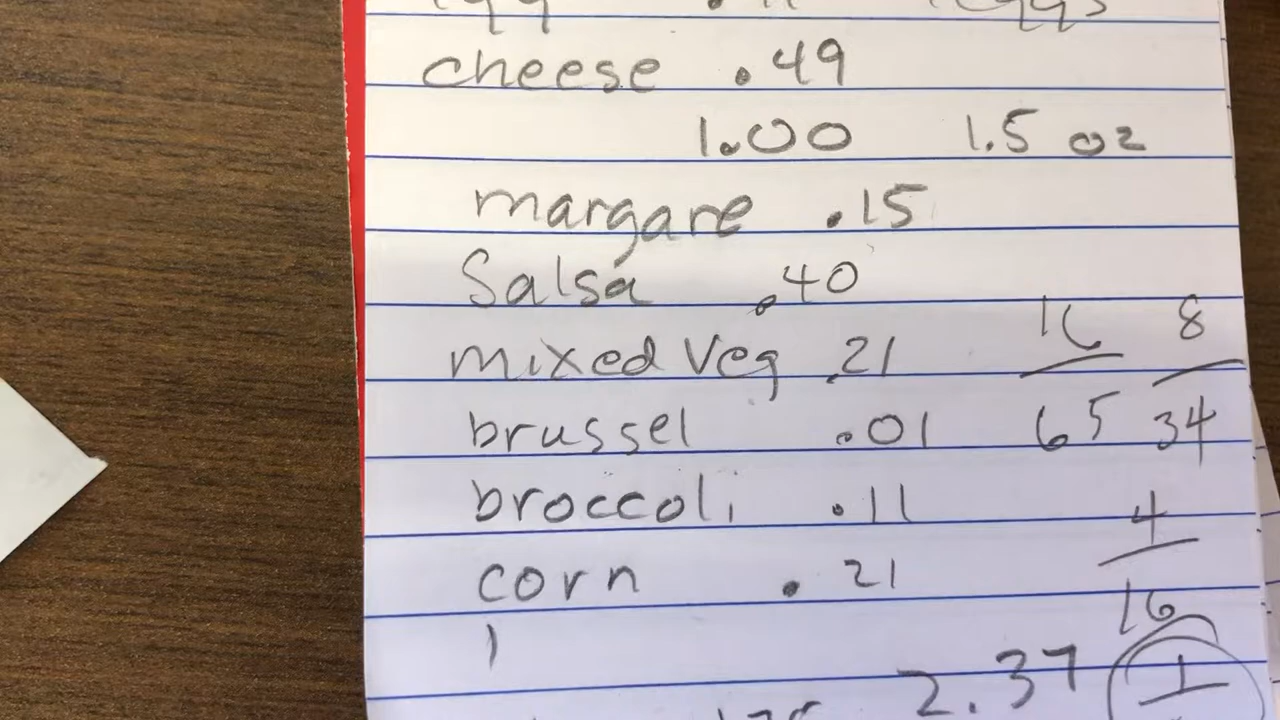 cheese .49
1.00 1.5 oz
margare .15
Salsa .40
mixed veg .21 16 8
brussel .01 65 34
broccoli .11 4
corn .21 16
2.37 1